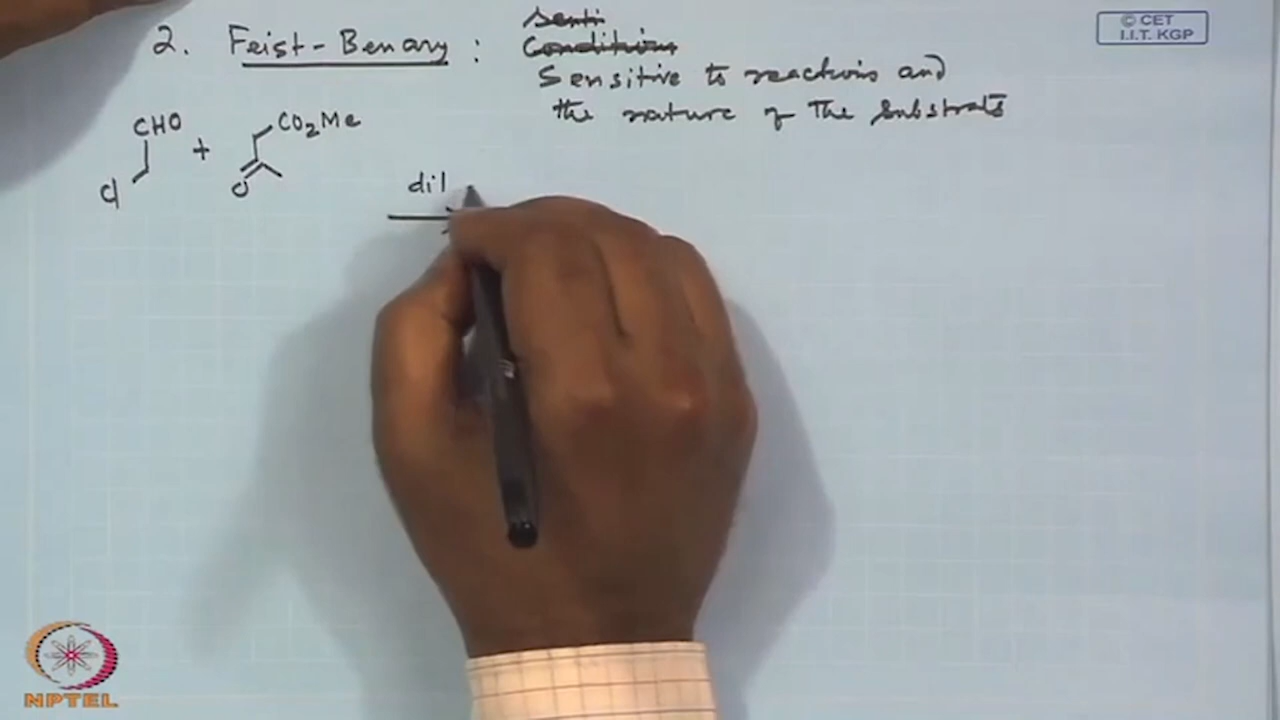 2. Feist-Benary :
Senti
Condition
Sensitive to reactions and
the nature of the substrate
CHO
+
CO2Me
Cl
O
dil
© CET
I.I.T. KGP
NPTEL